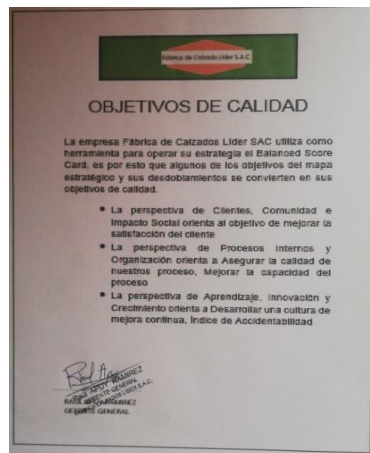 Fábrica de Calzado Líder S.A.C
OBJETIVOS DE CALIDAD
La empresa Fábrica de Calzados Líder SAC utiliza como
herramienta para operar su estrategia el Balanced Score
Card, es por esto que algunos de los objetivos del mapa
estratégico y sus desdoblamientos se convierten en sus
objetivos de calidad.
• La perspectiva de Clientes, Comunidad e
Impacto Social orienta al objetivo de mejorar la
satisfacción del cliente
• La perspectiva de Procesos Internos y
Organización orienta a Asegurar la calidad de
nuestros proceso, Mejorar la capacidad del
proceso
• La perspectiva de Aprendizaje, Innovación y
Crecimiento orienta a Desarrollar una cultura de
mejora continua, Índice de Accidentabilidad
RAMIREZ
GERENTE GENERAL
LIDER S.A.C.
RAMIREZ
GERENTE GENERAL